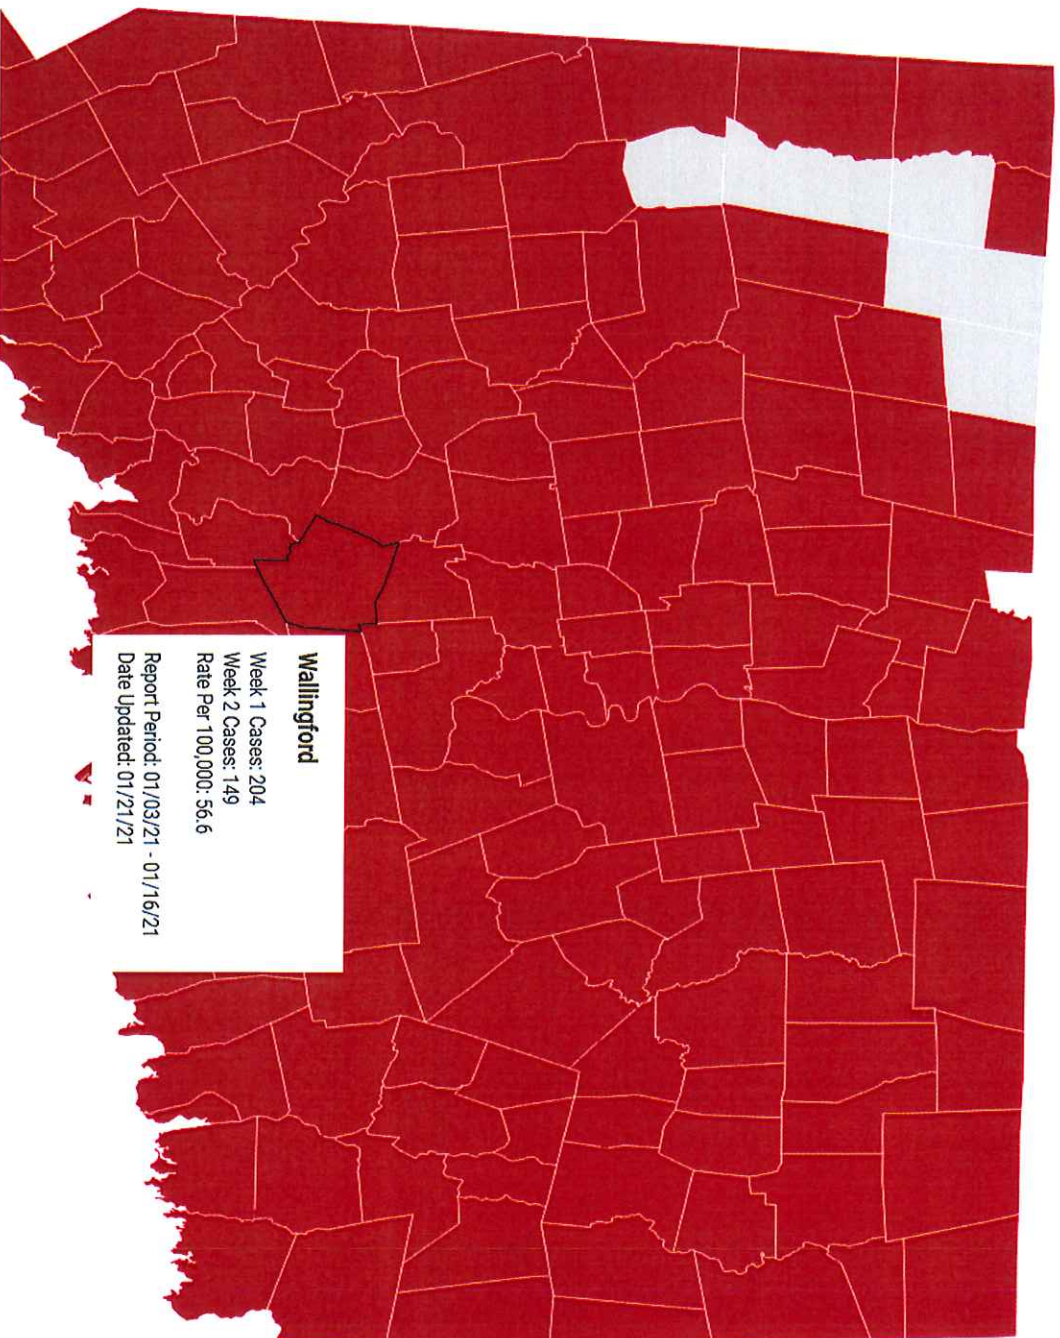 Wallingford
Week 1 Cases: 204
Week 2 Cases: 149
Rate Per 100,000: 56.6
Report Period: 01/03/21 - 01/16/21
Date Updated: 01/21/21